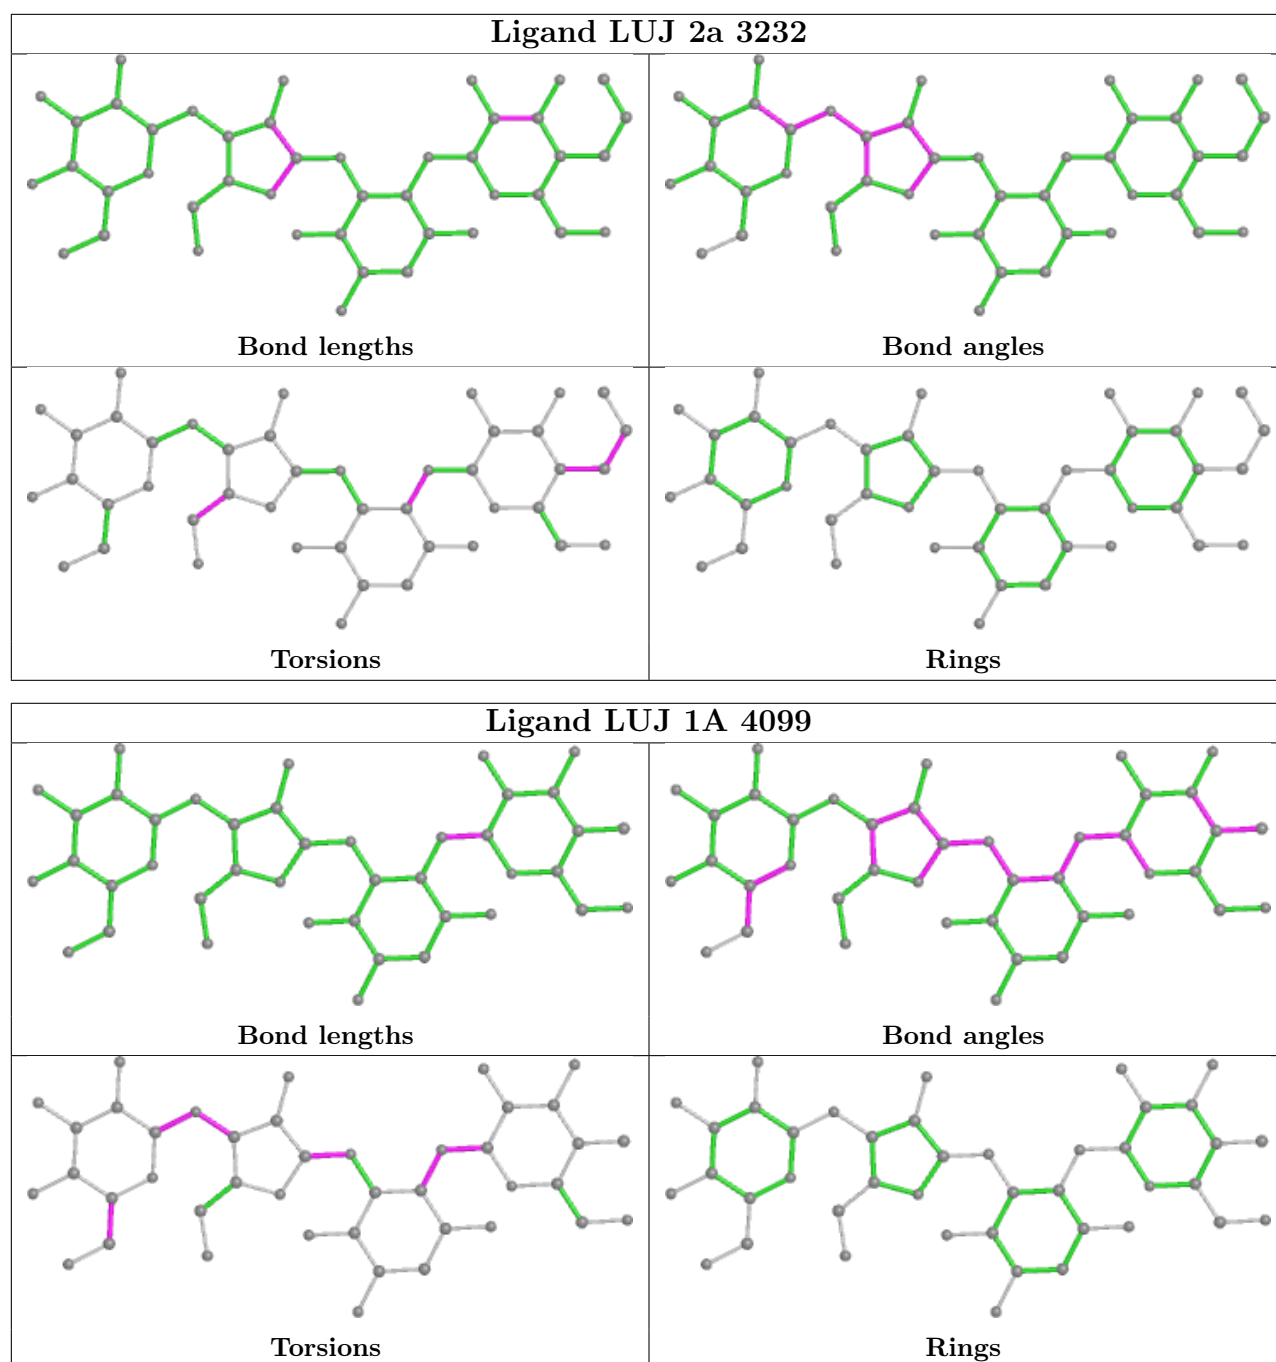 Ligand LUJ 2a 3232
Bond lengths
Bond angles
Torsions
Rings
Ligand LUJ 1A 4099
Bond lengths
Bond angles
Torsions
Rings